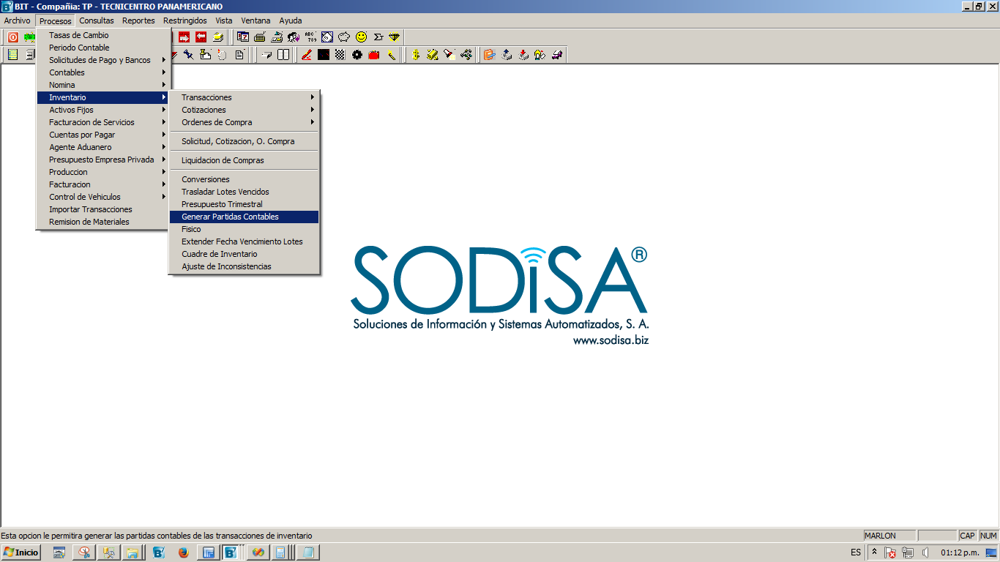 BIT - Compañia: TP - TECNICENTRO PANAMERICANO
Archivo Procesos Consultas Reportes Restringidos Vista Ventana Ayuda
Tasas de Cambio
Periodo Contable
Solicitudes de Pago y Bancos
Contables
Nomina
Inventario
Activos Fijos
Facturacion de Servicios
Cuentas por Pagar
Agente Aduanero
Presupuesto Empresa Privada
Produccion
Facturacion
Control de Vehiculos
Importar Transacciones
Remision de Materiales
Transacciones
Cotizaciones
Ordenes de Compra
Solicitud, Cotizacion, O. Compra
Liquidacion de Compras
Conversiones
Trasladar Lotes Vencidos
Presupuesto Trimestral
Generar Partidas Contables
Fisico
Extender Fecha Vencimiento Lotes
Cuadre de Inventario
Ajuste de Inconsistencias
SODiSA®
Soluciones de Información y Sistemas Automatizados, S. A.
www.sodisa.biz
Esta opcion le permitira generar las partidas contables de las transacciones de inventario
MARLON CAP NUM
Inicio ES 01:12 p.m.